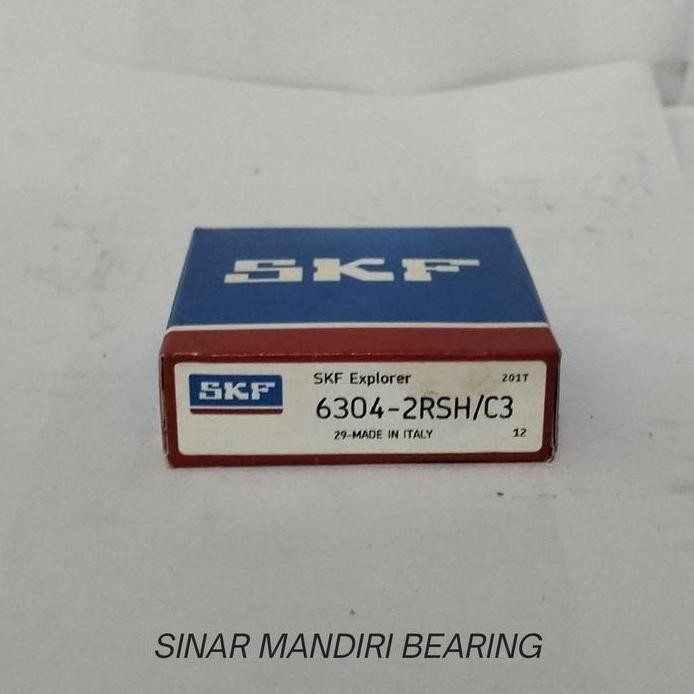 SKF
SKF
SKF Explorer
201T
6304-2RSH/C3
29-MADE IN ITALY
12
SINAR MANDIRI BEARING